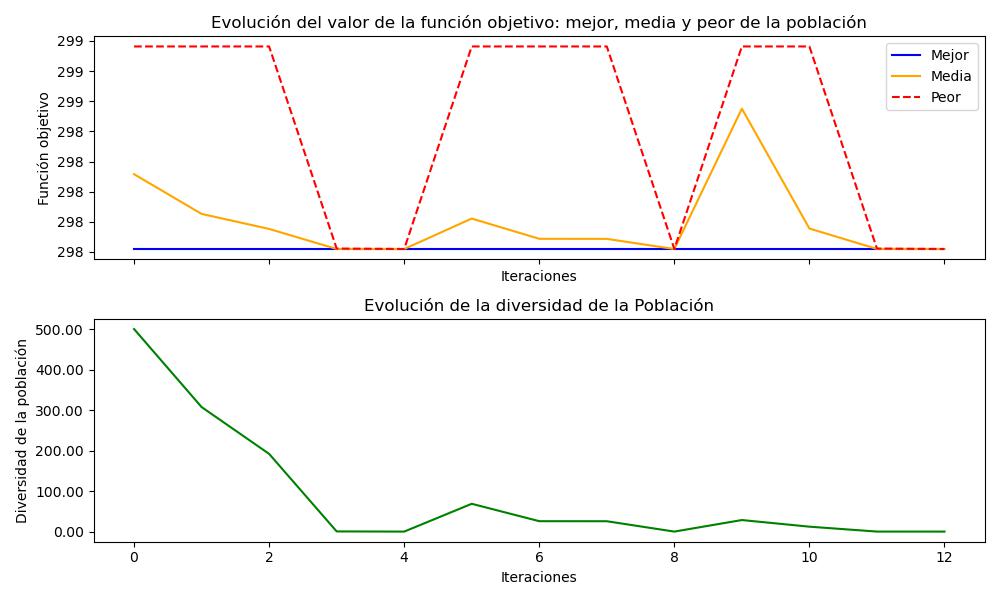 Evolución del valor de la función objetivo: mejor, media y peor de la población
Función objetivo
299
299
299
298
298
298
298
298
Mejor
Media
Peor
Iteraciones
Evolución de la diversidad de la Población
Diversidad de la población
500.00
400.00
300.00
200.00
100.00
0.00
0 2 4 6 8 10 12
Iteraciones